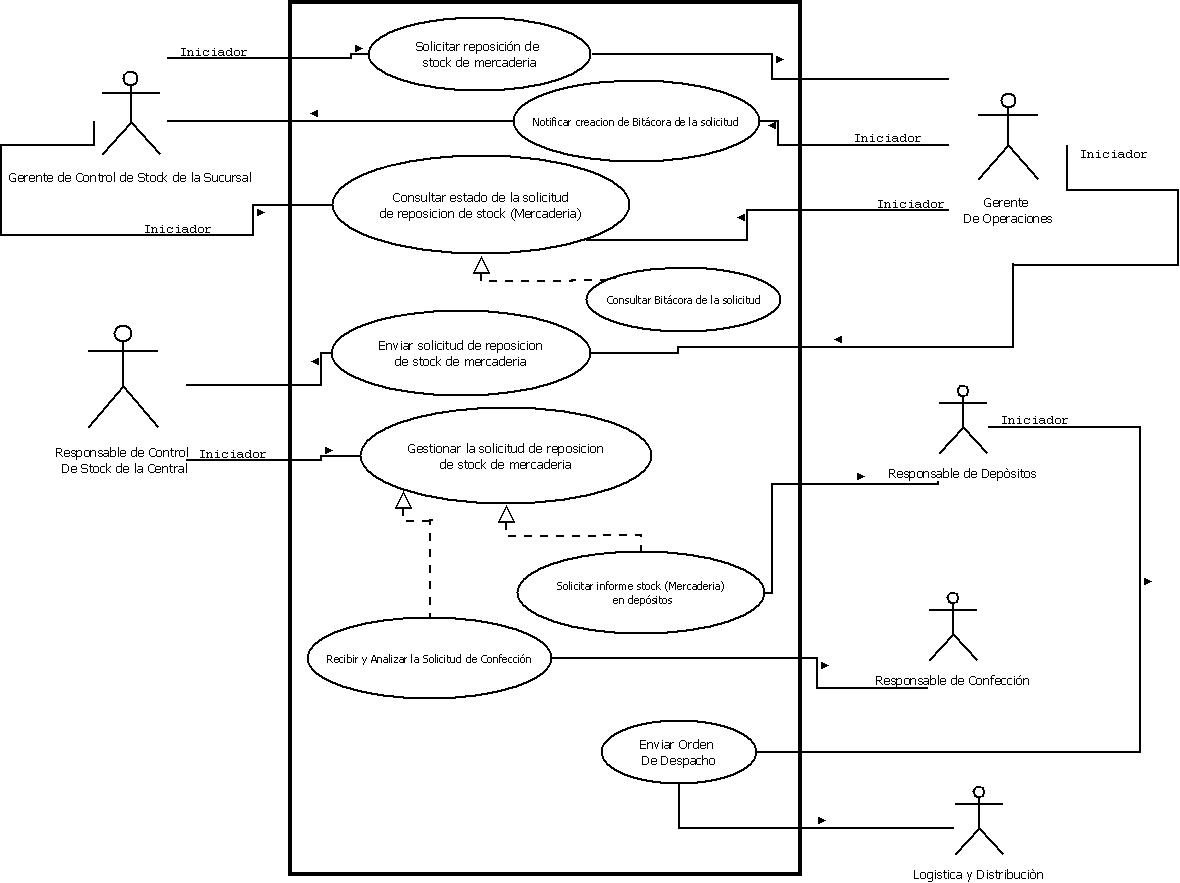 Iniciador
Solicitar reposición de
stock de mercaderia
Notificar creacion de Bitácora de la solicitud
Iniciador
Iniciador
Gerente de Control de Stock de la Sucursal
Consultar estado de la solicitud
de reposicion de stock (Mercaderia)
Iniciador
Gerente
De Operaciones
Iniciador
Consultar Bitácora de la solicitud
Enviar solicitud de reposicion
de stock de mercaderia
Iniciador
Responsable de Control
De Stock de la Central
Iniciador
Gestionar la solicitud de reposicion
de stock de mercaderia
Responsable de Depòsitos
Solicitar informe stock (Mercaderia)
en depósitos
Recibir y Analizar la Solicitud de Confección
Responsable de Confección
Enviar Orden
De Despacho
Logistica y Distribuciòn